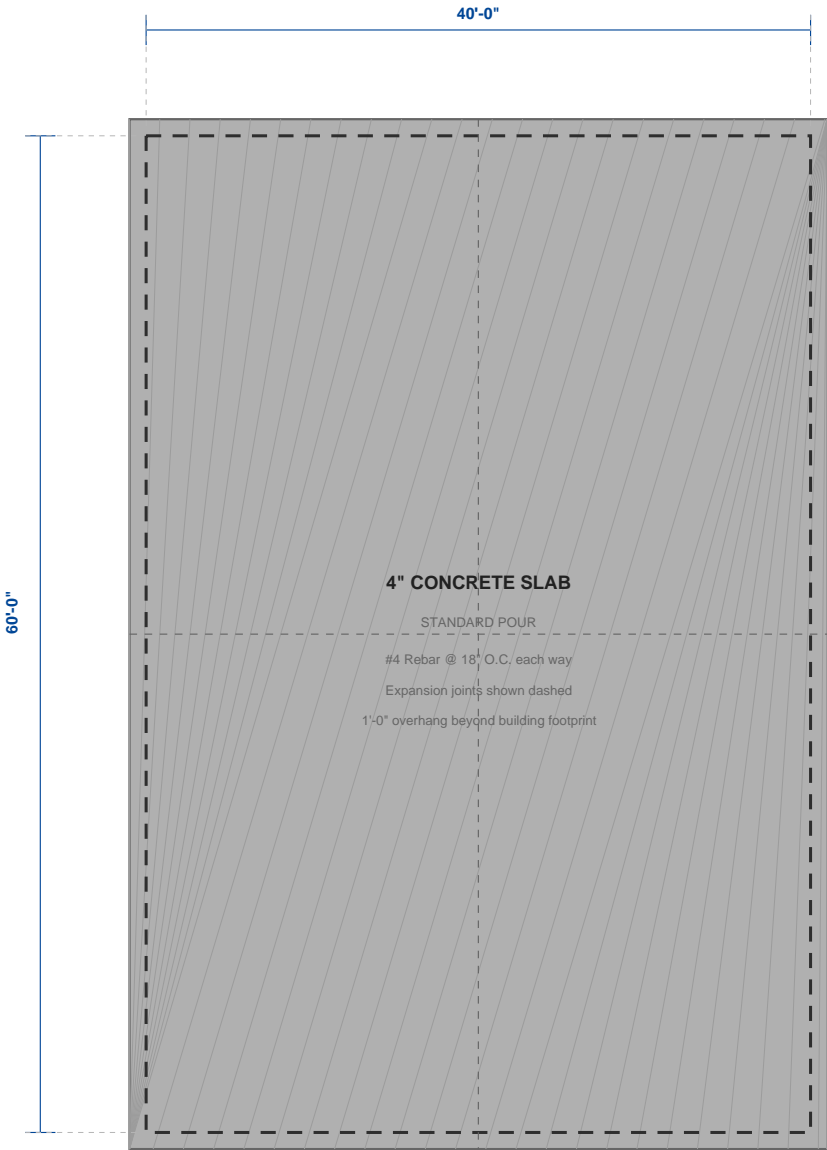 40'-0"
60'-0"
4" CONCRETE SLAB
STANDARD POUR
#4 Rebar @ 18" O.C. each way
Expansion joints shown dashed
1'-0" overhang beyond building footprint